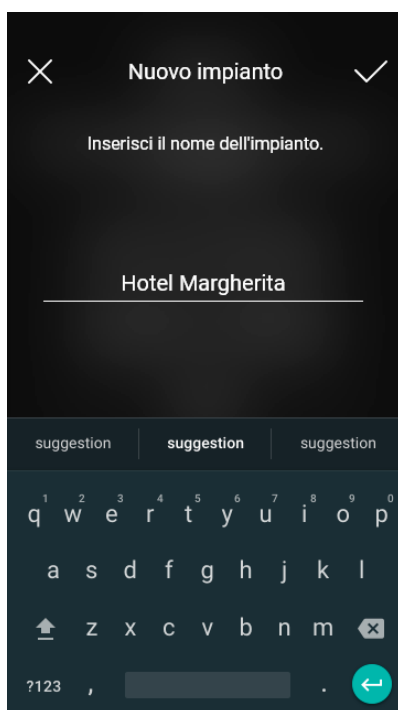 Nuovo impianto
Inserisci il nome dell'impianto.
Hotel Margherita
suggestion suggestion suggestion
1 2 3 4 5 6 7 8 9 0
q w e r t y u i o p
a s d f g h j k l
z x c v b n m
?123 , .